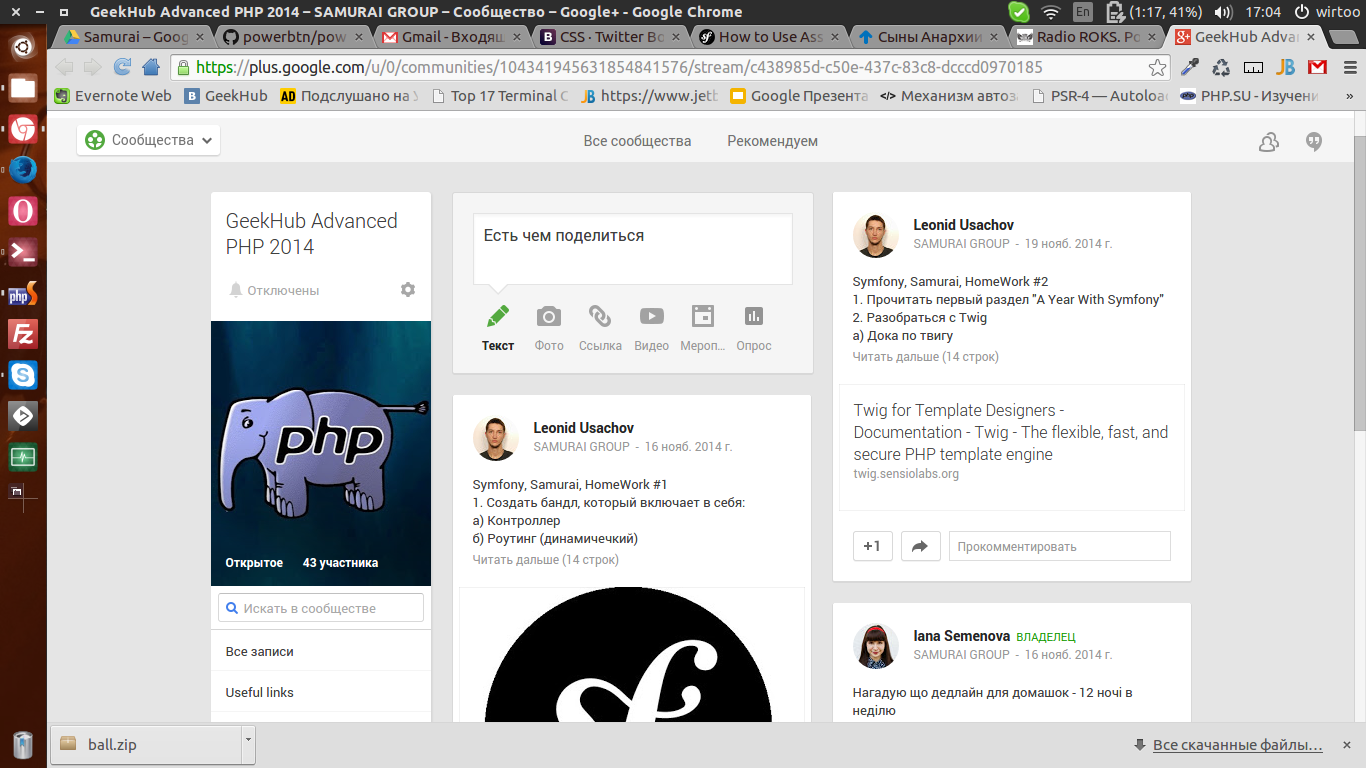 GeekHub Advanced PHP 2014 – SAMURAI GROUP – Сообщество – Google+ - Google Chrome
En
(1:17, 41%)
17:04
wirtoo
Samurai – Goog
powerbtn/pow
Gmail - Входящ
CSS · Twitter Bo
How to Use Ass
Сыны Анархии
Radio ROKS. Ро
GeekHub Adva
https://plus.google.com/u/0/communities/104341945631854841576/stream/c438985d-c50e-437c-83c8-dcccd0970185
Evernote Web
GeekHub
Подслушано на У
Top 17 Terminal C
https://www.jett
Google Презента
Механизм автоза
PSR-4 — Autoloa
PHP.SU - Изучени
»
Сообщества
Все сообщества
Рекомендуем
GeekHub Advanced
PHP 2014
Отключены
php
Открытое
43 участника
Искать в сообществе
Все записи
Useful links
Есть чем поделиться
Текст
Фото
Ссылка
Видео
Мероп...
Опрос
Leonid Usachov
SAMURAI GROUP - 16 нояб. 2014 г.
Symfony, Samurai, HomeWork #1
1. Создать бандл, который включает в себя:
а) Контроллер
б) Роутинг (динамичечкий)
Читать дальше (14 строк)
sf
Leonid Usachov
SAMURAI GROUP - 19 нояб. 2014 г.
Symfony, Samurai, HomeWork #2
1. Прочитать первый раздел "A Year With Symfony"
2. Разобраться с Twig
а) Дока по твигу
Читать дальше (14 строк)
Twig for Template Designers -
Documentation - Twig - The flexible, fast, and
secure PHP template engine
twig.sensiolabs.org
+1
Прокомментировать
Iana Semenova ВЛАДЕЛЕЦ
SAMURAI GROUP - 16 нояб. 2014 г.
Нагадую що дедлайн для домашок - 12 ночі в
неділю
ball.zip
Все скачанные файлы...